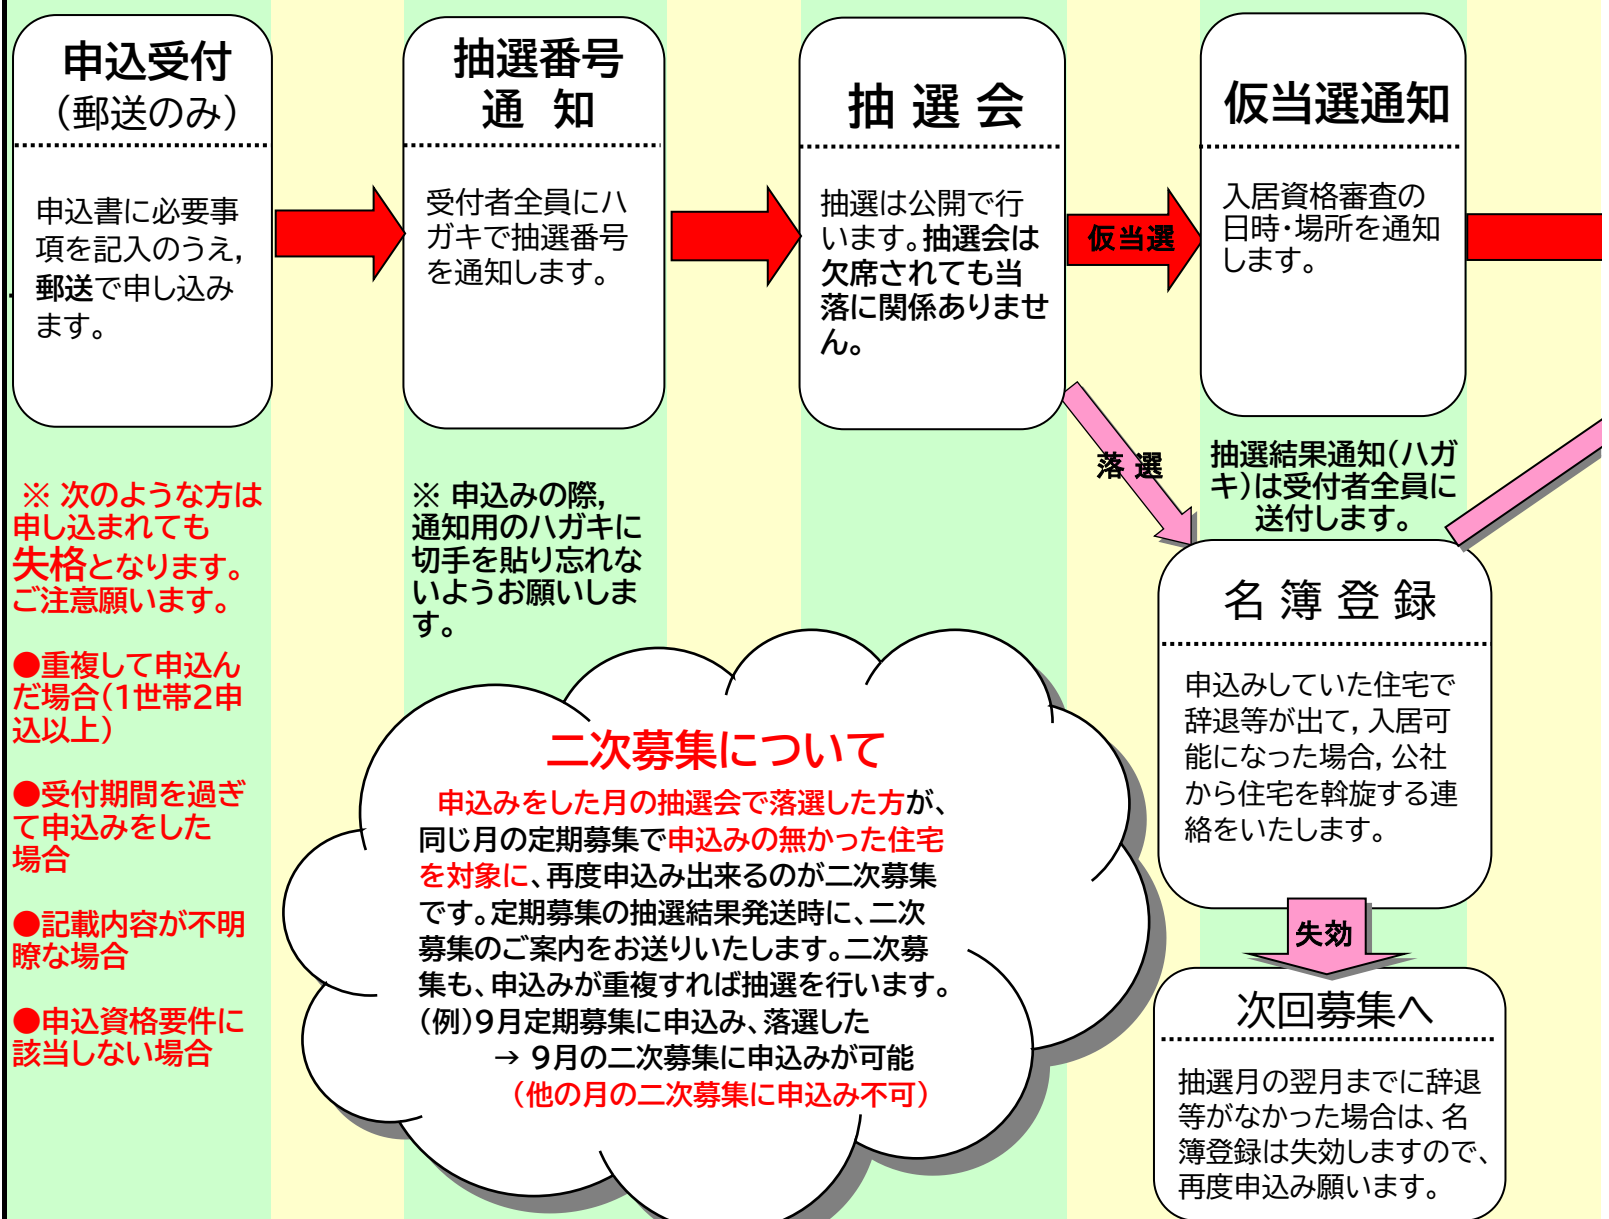 申込受付
（郵送のみ）
申込書に必要事
項を記入のうえ,
郵送で申し込み
ます。
※ 次のような方は
申し込まれても
失格となります。
ご注意願います。
●重複して申込ん
だ場合(1世帯2申
込以上)
●受付期間を過ぎ
て申込みをした
場合
●記載内容が不明
瞭な場合
●申込資格要件に
該当しない場合
抽選番号
通 知
受付者全員にハ
ガキで抽選番号
を通知します。
※ 申込みの際,
通知用のハガキに
切手を貼り忘れな
いようお願いしま
す。
抽 選 会
抽選は公開で行
います。抽選会は
欠席されても当
落に関係ありませ
ん。
仮当選
落 選
仮当選通知
入居資格審査の
日時・場所を通知
します。
抽選結果通知(ハガ
キ)は受付者全員に
送付します。
名 簿 登 録
申込みしていた住宅で
辞退等が出て, 入居可
能になった場合, 公社
から住宅を斡旋する連
絡をいたします。
失効
次回募集へ
抽選月の翌月までに辞退
等がなかった場合は、名
簿登録は失効しますので、
再度申込み願います。
二次募集について
申込みをした月の抽選会で落選した方が、
同じ月の定期募集で申込みの無かった住宅
を対象に、再度申込み出来るのが二次募集
です。定期募集の抽選結果発送時に、二次
募集のご案内をお送りいたします。二次募
集も、申込みが重複すれば抽選を行います。
(例)9月定期募集に申込み、落選した
→ 9月の二次募集に申込みが可能
(他の月の二次募集に申込み不可)